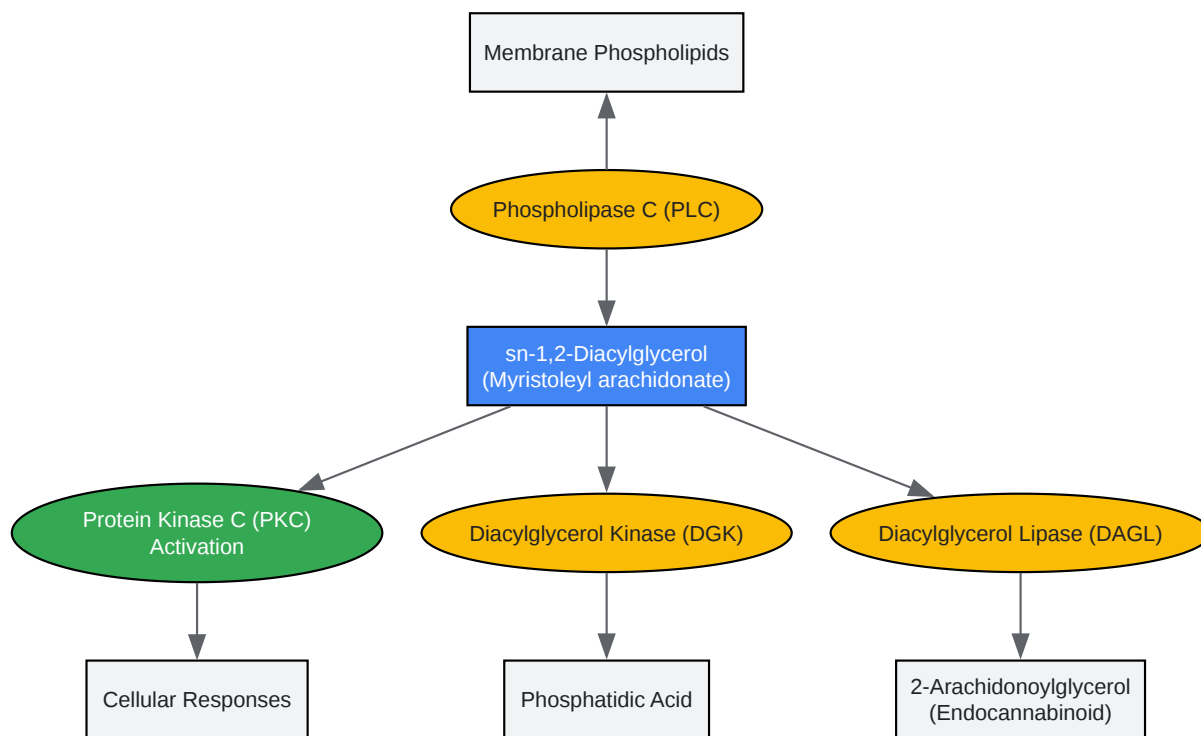 Membrane Phospholipids
Phospholipase C (PLC)
sn-1,2-Diacylglycerol
(Myristoleyl arachidonate)
Protein Kinase C (PKC)
Activation
Diacylglycerol Kinase (DGK)
Diacylglycerol Lipase (DAGL)
Cellular Responses
Phosphatidic Acid
2-Arachidonoylglycerol
(Endocannabinoid)